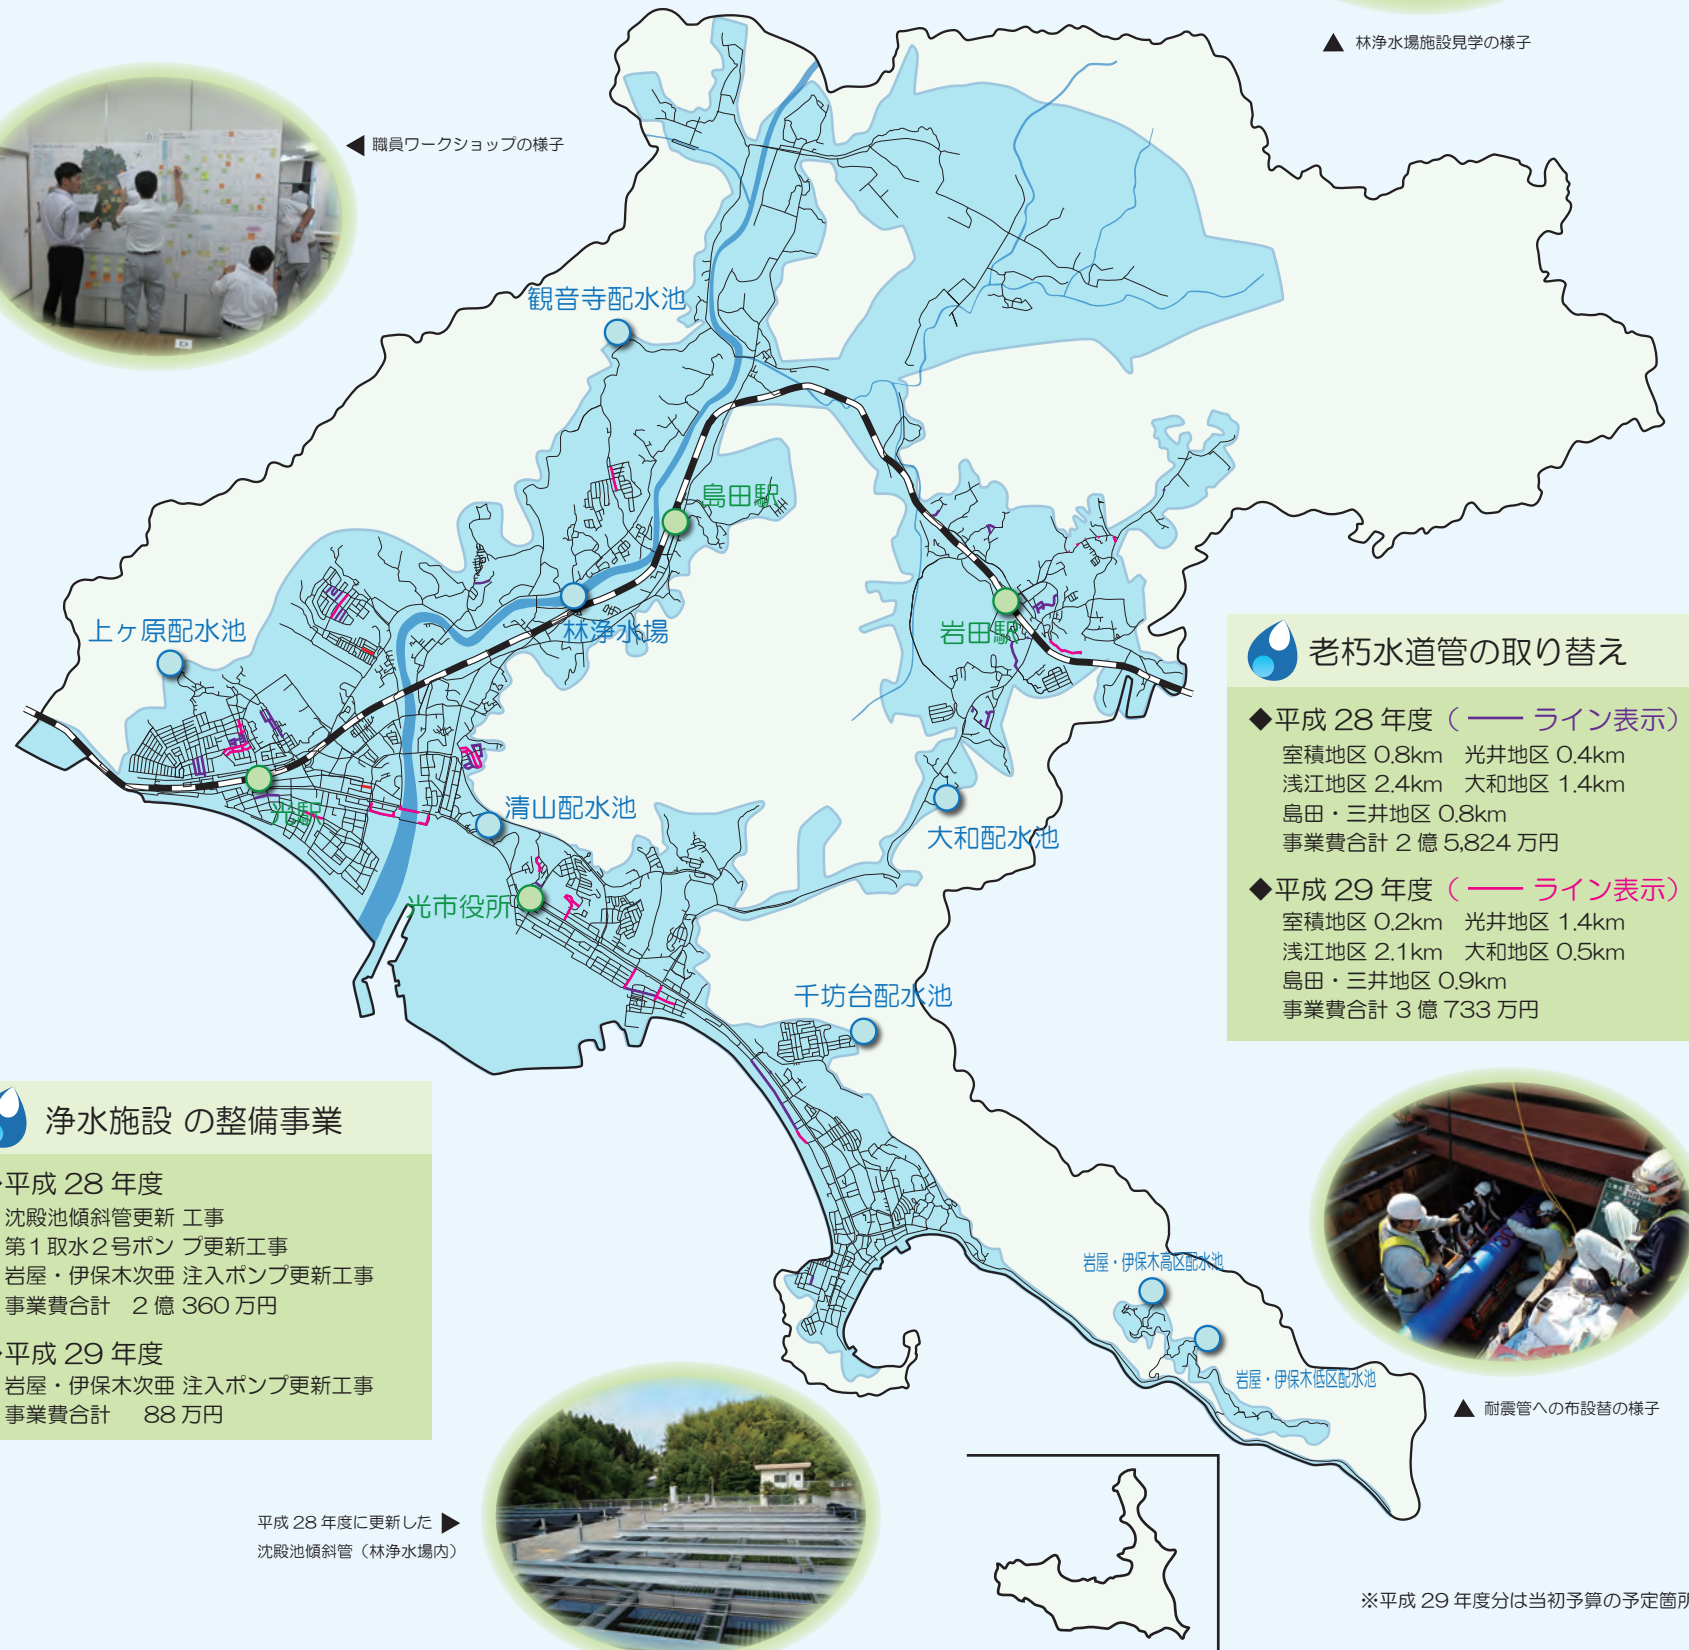 ▲ 林浄水場施設見学の様子
◀ 職員ワークショップの様子
観音寺配水池
島田駅
林浄水場
上ヶ原配水池
岩田駅
光駅
清山配水池
大和配水池
光市役所
千坊台配水池
岩屋・伊保木高区配水池
岩屋・伊保木低区配水池
老朽水道管の取り替え
◆平成 28 年度（ ―― ライン表示）
室積地区 0.8km 光井地区 0.4km
浅江地区 2.4km 大和地区 1.4km
島田・三井地区 0.8km
事業費合計 2 億 5,824 万円
◆平成 29 年度（ ―― ライン表示）
室積地区 0.2km 光井地区 1.4km
浅江地区 2.1km 大和地区 0.5km
島田・三井地区 0.9km
事業費合計 3 億 733 万円
浄水施設 の整備事業
平成 28 年度
沈殿池傾斜管更新 工事
第１取水２号ポン プ更新工事
岩屋・伊保木次亜 注入ポンプ更新工事
事業費合計 2 億 360 万円
平成 29 年度
岩屋・伊保木次亜 注入ポンプ更新工事
事業費合計 88 万円
▲ 耐震管への布設替の様子
平成 28 年度に更新した ▶
沈殿池傾斜管（林浄水場内）
※平成 29 年度分は当初予算の予定箇所